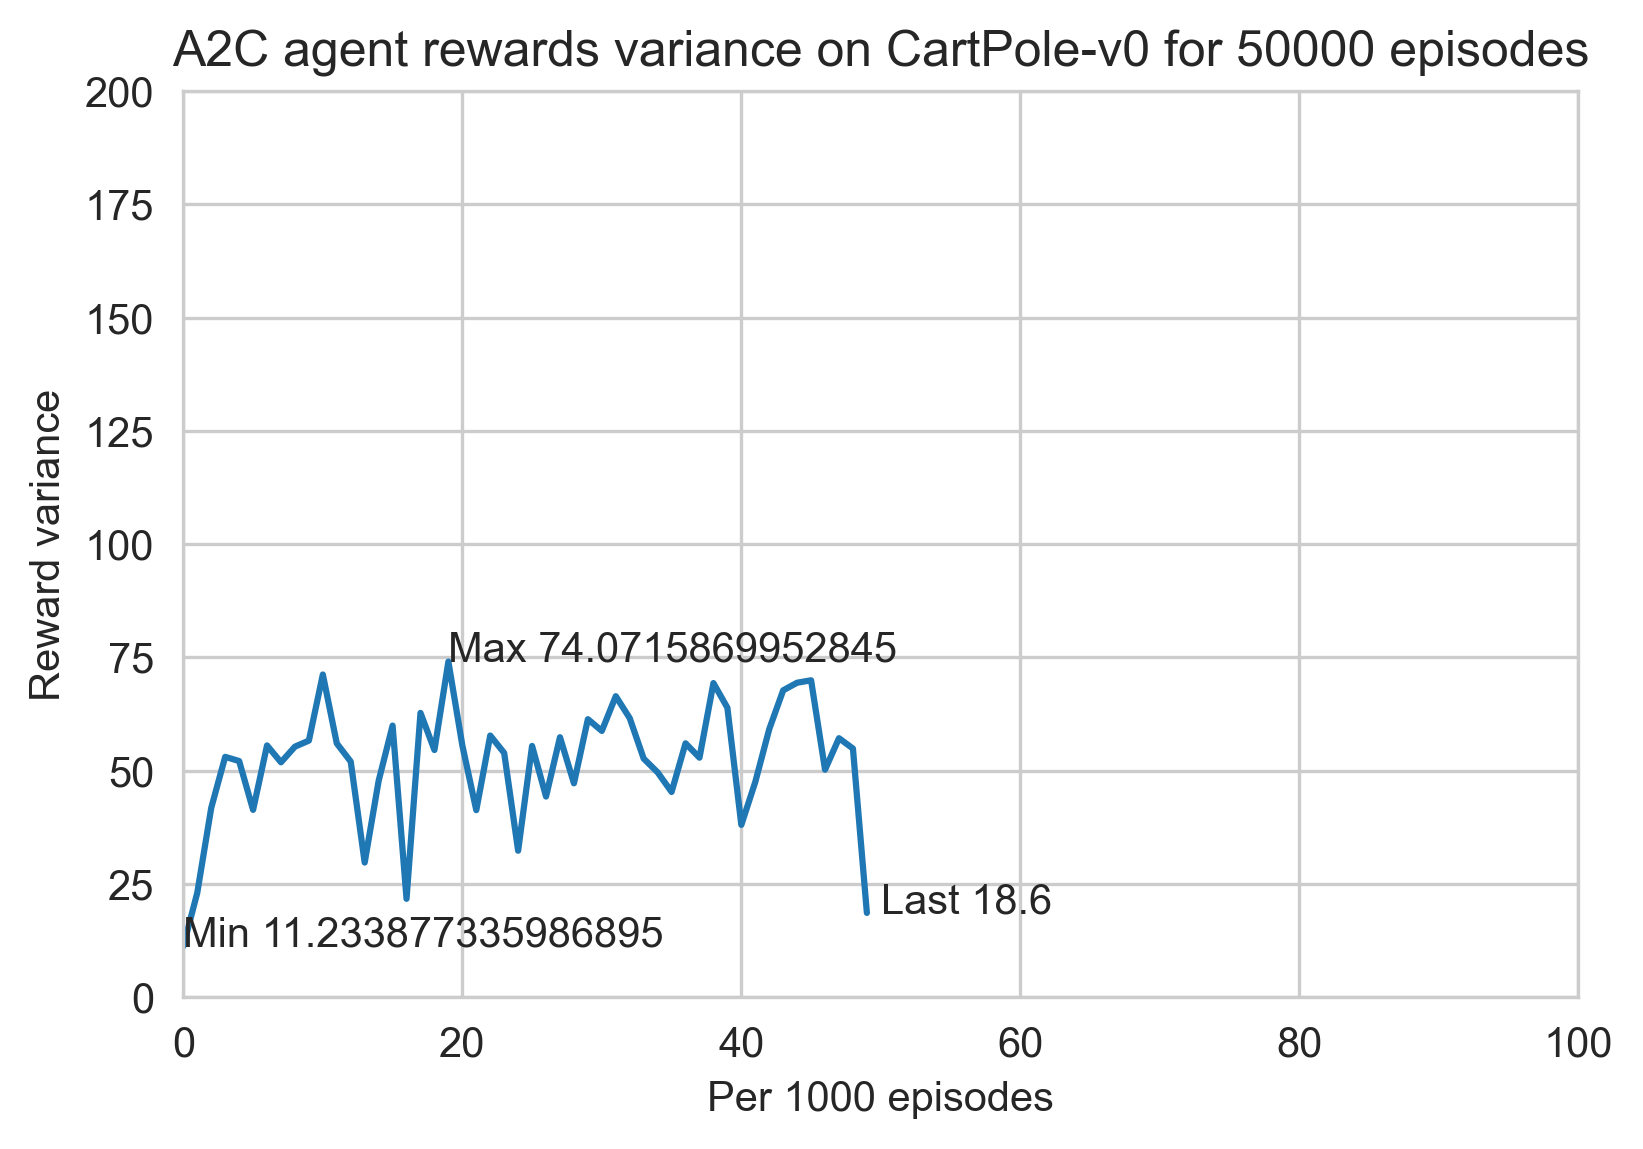 A2C agent rewards variance on CartPole-v0 for 50000 episodes
200
175
150
125
100
75
50
25
0
Reward variance
Max 74.0715869952845
Last 18.6
Min 11.233877335986895
0 20 40 60 80 100
Per 1000 episodes